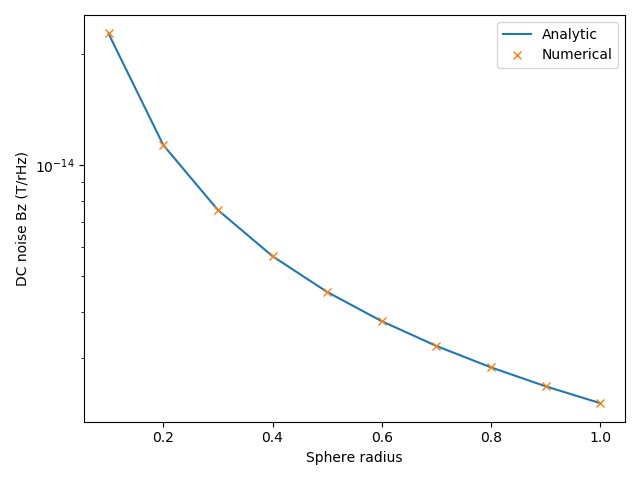 Analytic
Numerical
10⁻¹⁴
DC noise Bz (T/rHz)
0.2 0.4 0.6 0.8 1.0
Sphere radius